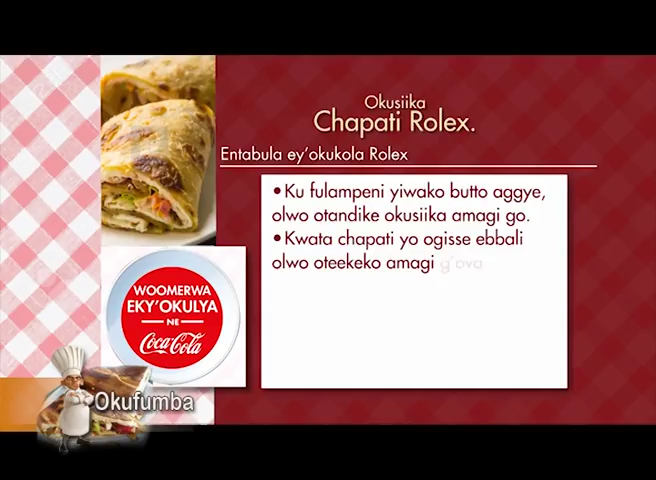 Okusiika
Chapati Rolex.
Entabula ey'okukola Rolex
•Ku fulampeni yiwako butto aggye,
olwo otandike okusiika amagi go.
•Kwata chapati yo ogisse ebbali
olwo oteekeko amagi g'ova
WOOMERWA
EKY'OKULYA
NE
Coca-Cola
Okufumba